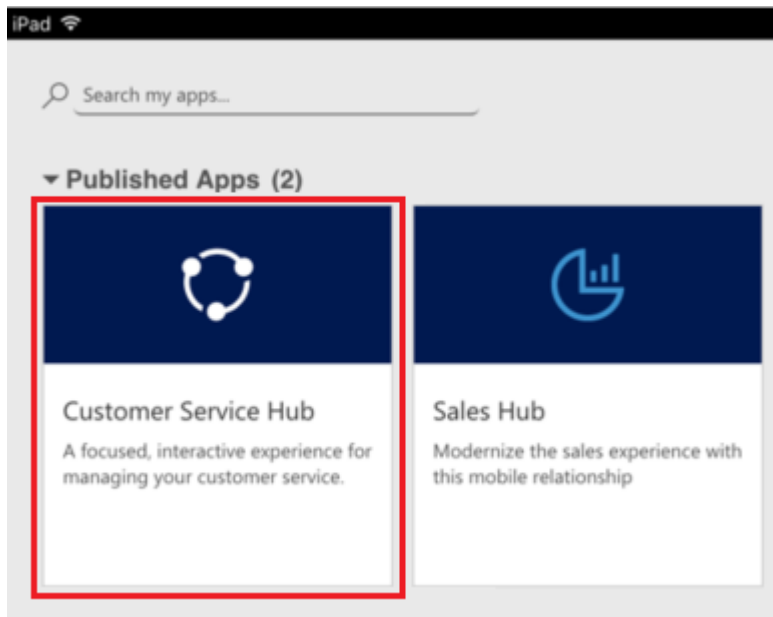 iPad
Search my apps...
Published Apps (2)
Customer Service Hub
A focused, interactive experience for
managing your customer service.
Sales Hub
Modernize the sales experience with
this mobile relationship